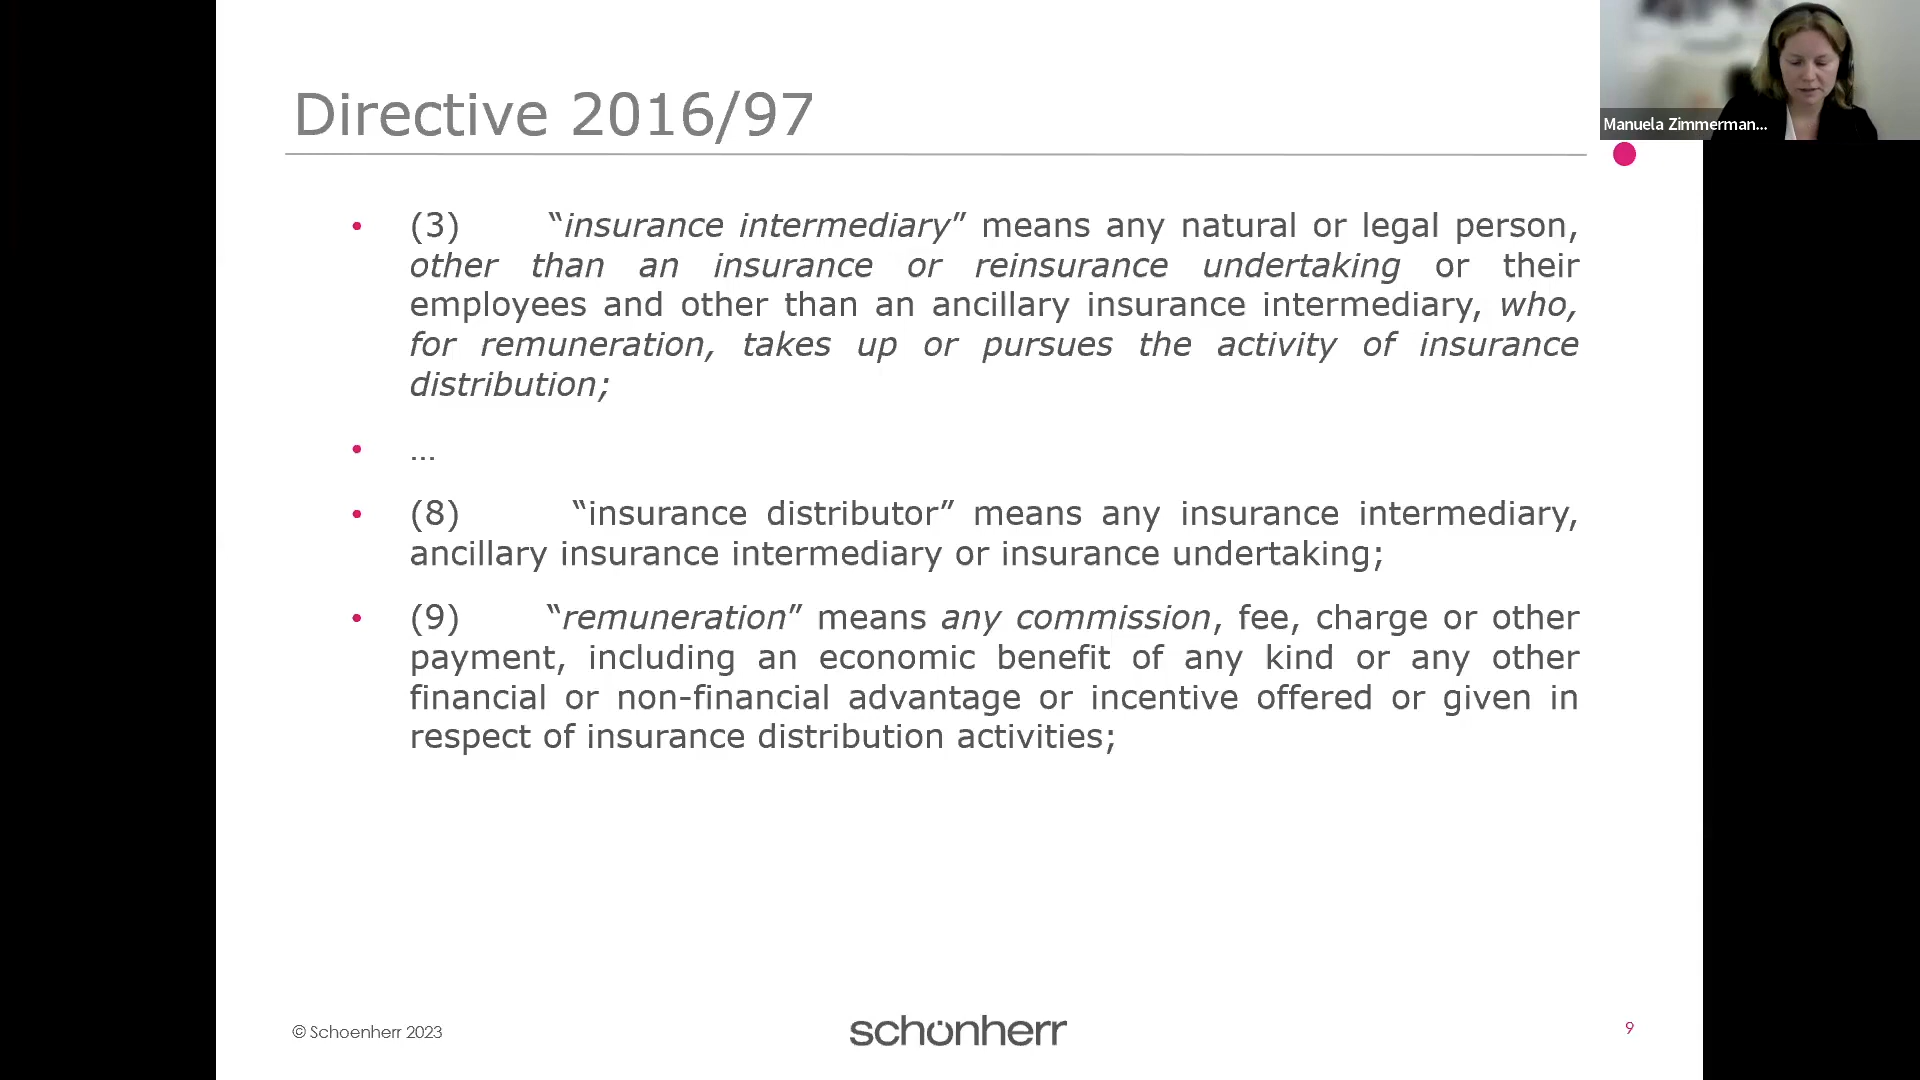 Directive 2016/97
Manuela Zimmerman...
• (3) “insurance intermediary” means any natural or legal person,
other than an insurance or reinsurance undertaking or their
employees and other than an ancillary insurance intermediary, who,
for remuneration, takes up or pursues the activity of insurance
distribution;
• …
• (8) “insurance distributor” means any insurance intermediary,
ancillary insurance intermediary or insurance undertaking;
• (9) “remuneration” means any commission, fee, charge or other
payment, including an economic benefit of any kind or any other
financial or non-financial advantage or incentive offered or given in
respect of insurance distribution activities;
© Schoenherr 2023
schönherr
9